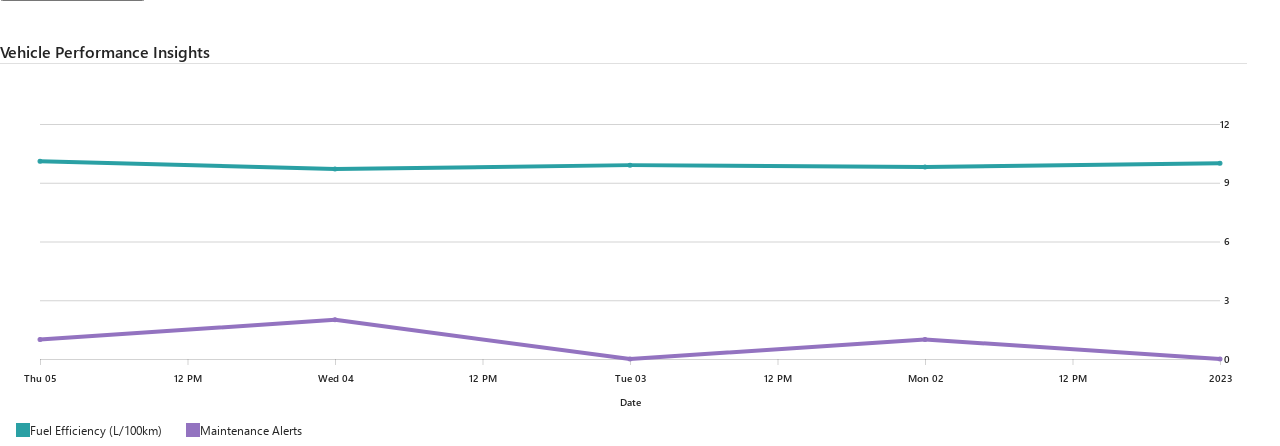 Vehicle Performance Insights
12
9
6
3
0
Thu 05 12 PM Wed 04 12 PM Tue 03 12 PM Mon 02 12 PM 2023
Date
Fuel Efficiency (L/100km) Maintenance Alerts